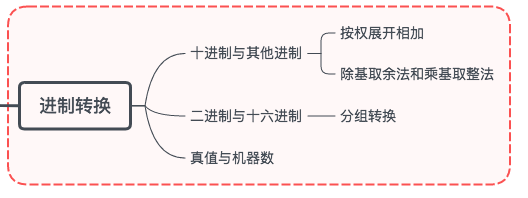 进制转换
十进制与其他进制
按权展开相加
除基取余法和乘基取整法
二进制与十六进制
分组转换
真值与机器数